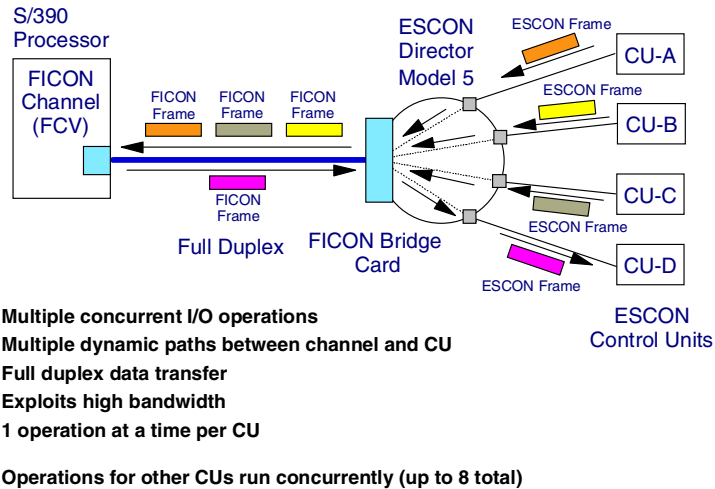 S/390
Processor
FICON
Channel
(FCV)
FICON
Frame
FICON
Frame
FICON
Frame
FICON
Frame
Full Duplex
FICON Bridge
Card
ESCON
Director
Model 5
ESCON Frame
CU-A
ESCON Frame
CU-B
CU-C
ESCON Frame
CU-D
ESCON Frame
ESCON
Control Units
Multiple concurrent I/O operations
Multiple dynamic paths between channel and CU
Full duplex data transfer
Exploits high bandwidth
1 operation at a time per CU
Operations for other CUs run concurrently (up to 8 total)